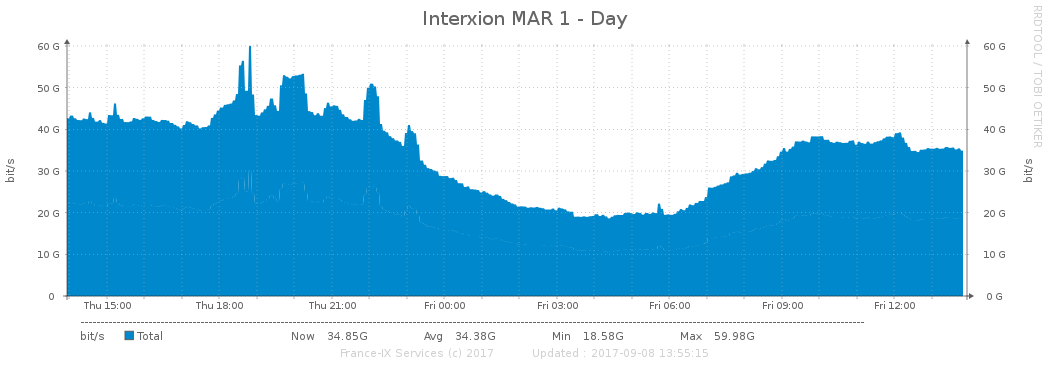 Interxion MAR 1 - Day
RRDTOOL / TOBI OETIKER
bit/s
bit/s
60 G 60 G
50 G 50 G
40 G 40 G
30 G 30 G
20 G 20 G
10 G 10 G
0 0 G
Thu 15:00 Thu 18:00 Thu 21:00 Fri 00:00 Fri 03:00 Fri 06:00 Fri 09:00 Fri 12:00
bit/s Total Now 34.85G Avg 34.38G Min 18.58G Max 59.98G
France-IX Services (c) 2017 Updated : 2017-09-08 13:55:15